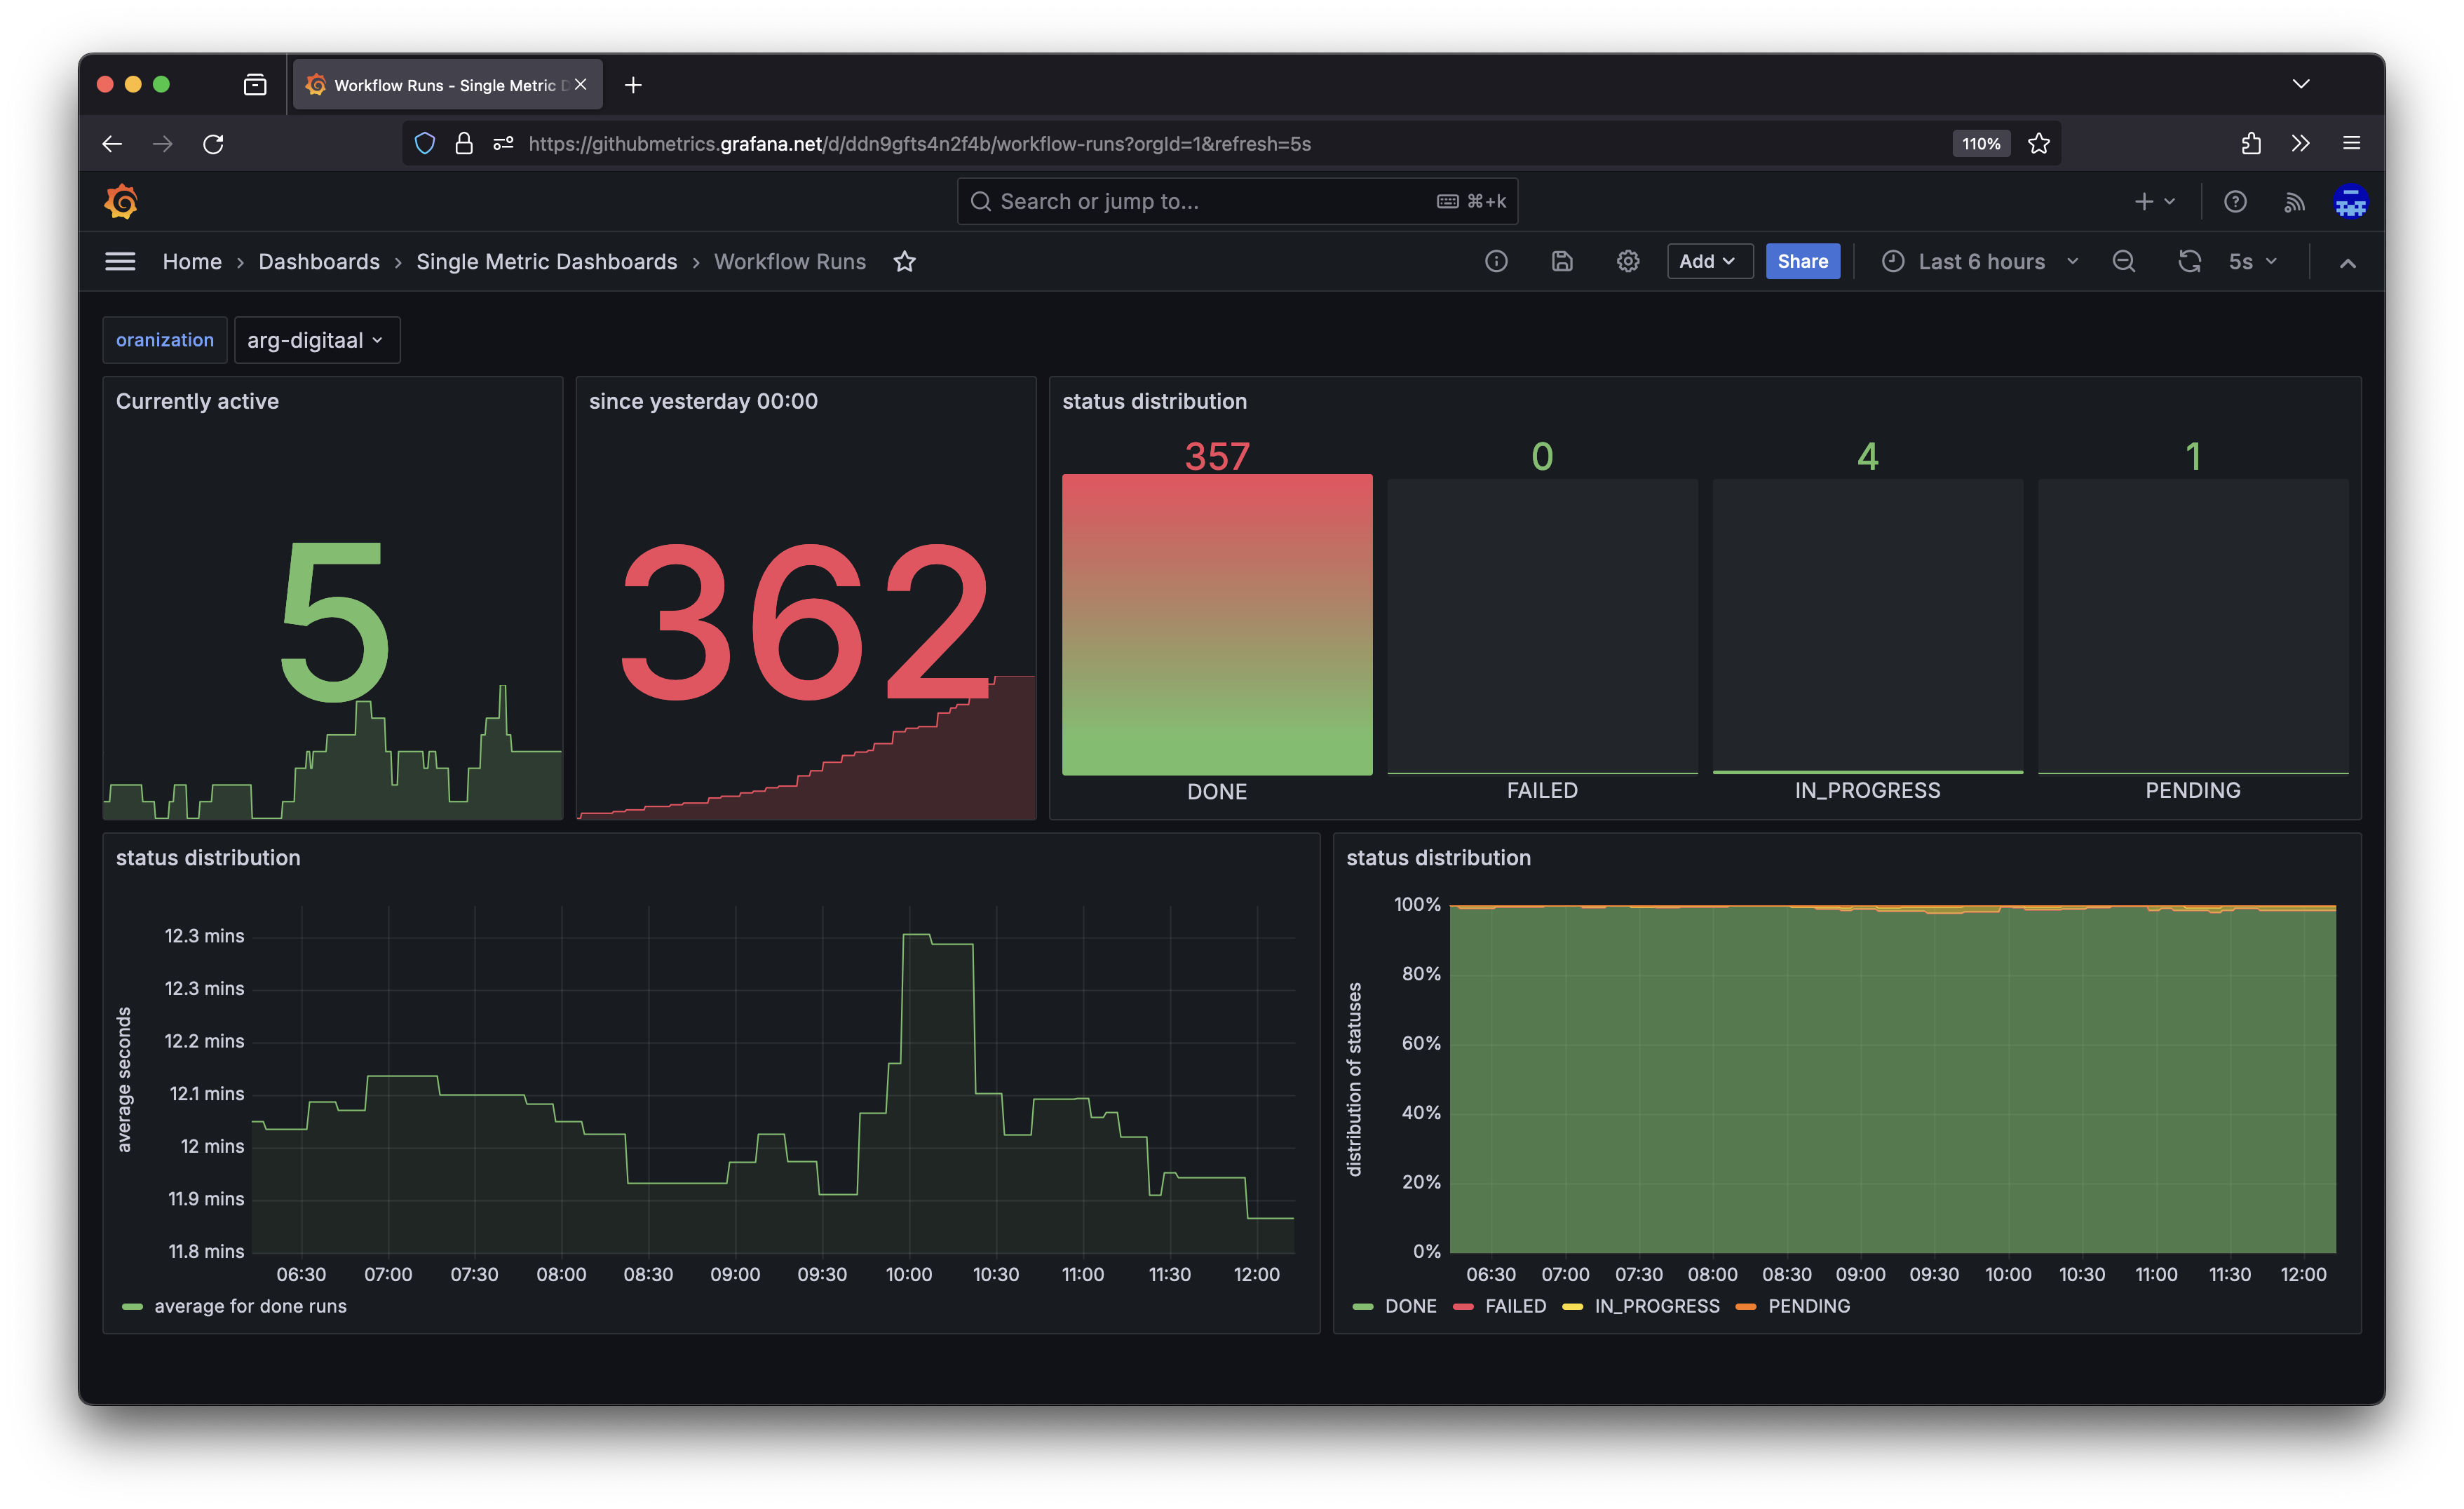 Workflow Runs - Single Metric D
https://githubmetrics.grafana.net/d/ddn9gfts4n2f4b/workflow-runs?orgId=1&refresh=5s
110%
Search or jump to...
⌘+k
Home › Dashboards › Single Metric Dashboards › Workflow Runs
Add
Share
Last 6 hours
5s
oranization
arg-digitaal
Currently active
5
since yesterday 00:00
362
status distribution
357
0
4
1
DONE
FAILED
IN_PROGRESS
PENDING
status distribution
average seconds
12.3 mins
12.3 mins
12.2 mins
12.1 mins
12 mins
11.9 mins
11.8 mins
06:30 07:00 07:30 08:00 08:30 09:00 09:30 10:00 10:30 11:00 11:30 12:00
average for done runs
status distribution
distribution of statuses
100%
80%
60%
40%
20%
0%
06:30 07:00 07:30 08:00 08:30 09:00 09:30 10:00 10:30 11:00 11:30 12:00
DONE FAILED IN_PROGRESS PENDING